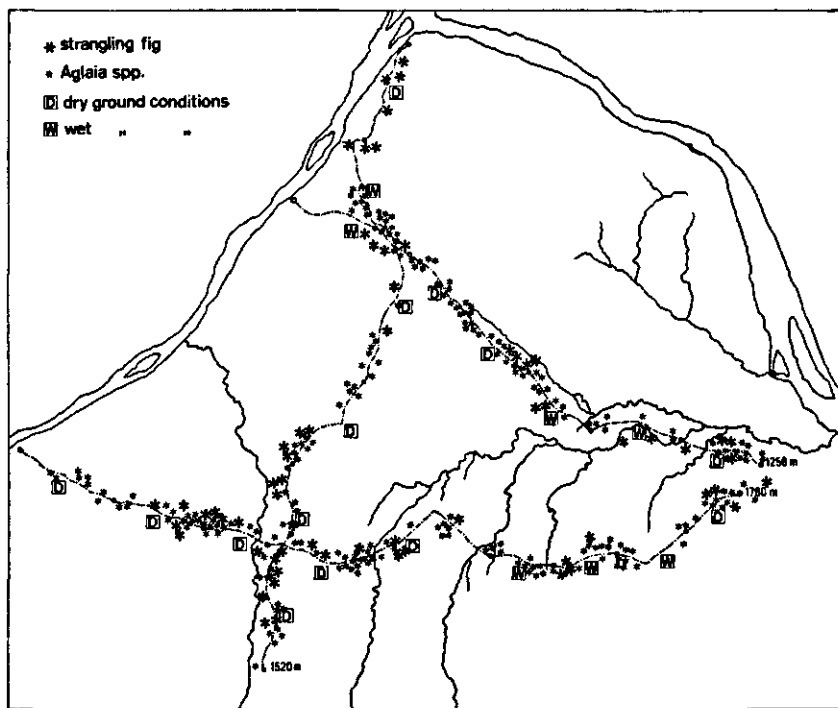 strangling fig
Aglaia spp.
D dry ground conditions
W wet " "
D
W
W
D
D
D
D
W
W
D
1250 m
1780 m
D
D
D
D
D
D
D
W
W
W
D
1520 m